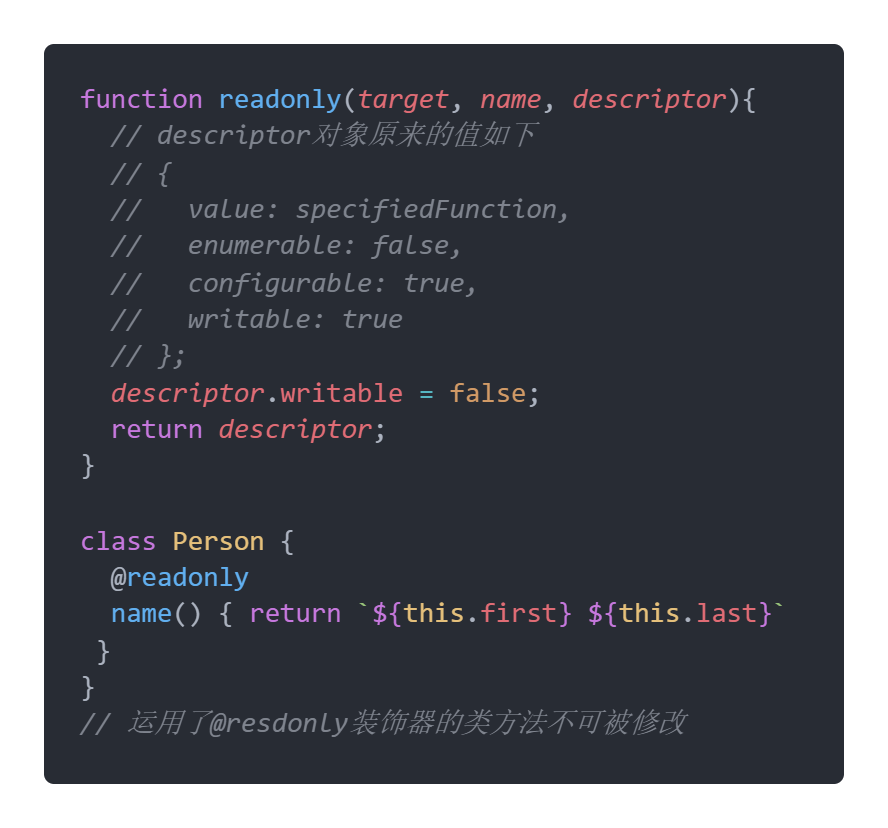 function readonly(target, name, descriptor){
  // descriptor对象原来的值如下
  // {
  //   value: specifiedFunction,
  //   enumerable: false,
  //   configurable: true,
  //   writable: true
  // };
  descriptor.writable = false;
  return descriptor;
}

class Person {
  @readonly
  name() { return `${this.first} ${this.last}`
 }
}
// 运用了@resdonly装饰器的类方法不可被修改